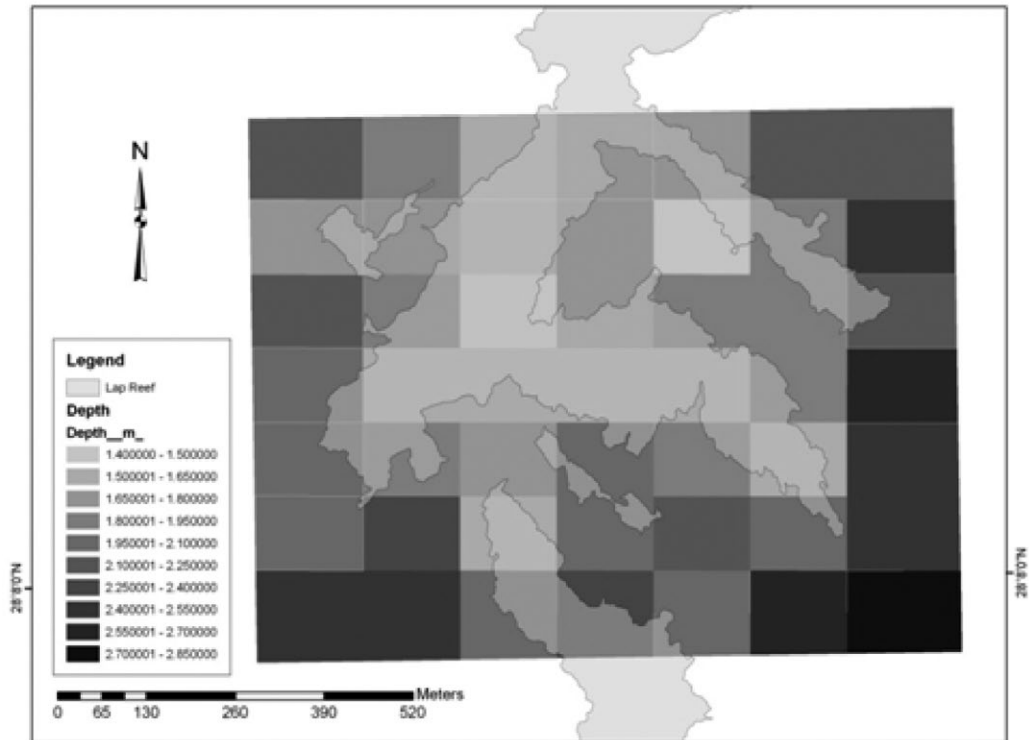 N
Legend
Lap Reef
Depth
Depth__m_
1.400000 - 1.500000
1.500001 - 1.650000
1.650001 - 1.800000
1.800001 - 1.950000
1.950001 - 2.100000
2.100001 - 2.250000
2.250001 - 2.400000
2.400001 - 2.550000
2.550001 - 2.700000
2.700001 - 2.850000
28°8'0"N
28°8'0"N
Meters
0 65 130 260 390 520